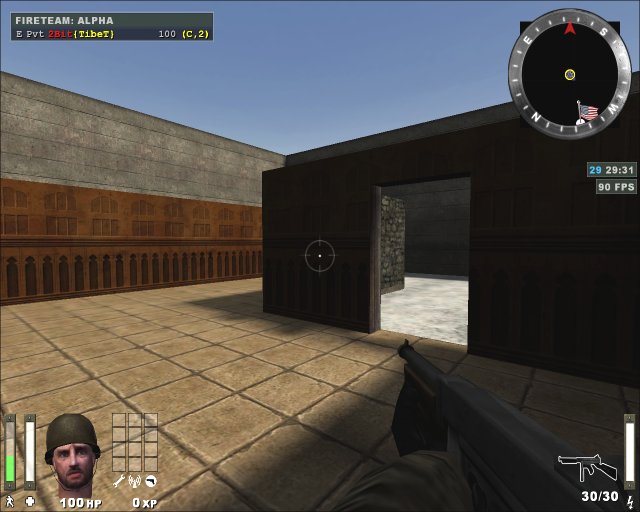 FIRETEAM: ALPHA
E Pvt 2Bit{TibeT} 100 (C,2)
E S
N W
29 29:31
90 FPS
100 HP 0 XP 30/30